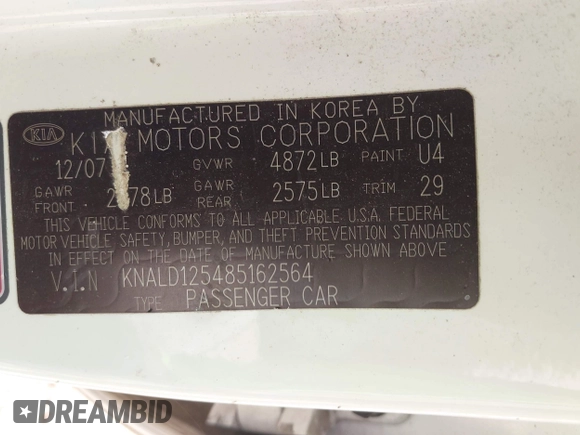 MANUFACTURED IN KOREA BY
KIA KIA MOTORS CORPORATION
12/07 GVWR 4872LB PAINT U4
GAWR FRONT GAWR REAR 2575LB TRIM 29
THIS VEHICLE CONFORMS TO ALL APPLICABLE U.S.A. FEDERAL
MOTOR VEHICLE SAFETY, BUMPER, AND THEFT PREVENTION STANDARDS
IN EFFECT ON THE DATE OF MANUFACTURE SHOWN ABOVE
V.I.N KNALD125485162564
TYPE PASSENGER CAR
DREAMBID